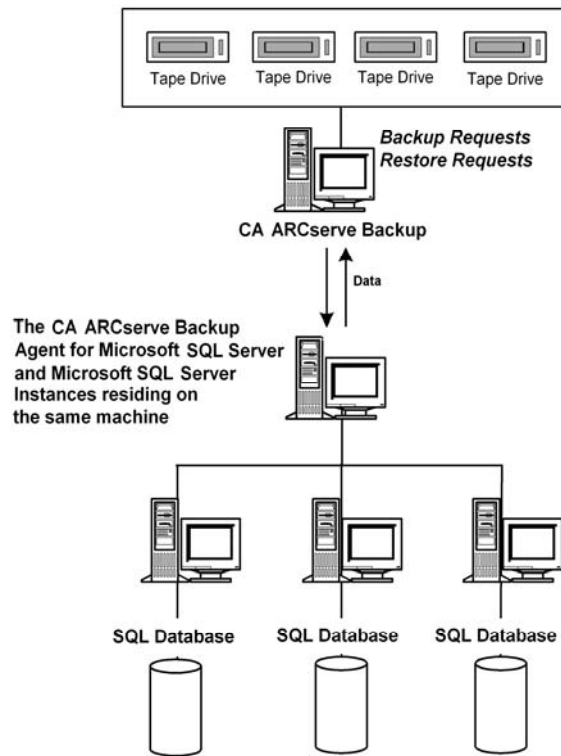 Tape Drive Tape Drive Tape Drive Tape Drive
Backup Requests
Restore Requests
CA ARCserve Backup
Data
The CA ARCserve Backup
Agent for Microsoft SQL Server
and Microsoft SQL Server
Instances residing on
the same machine
SQL Database SQL Database SQL Database